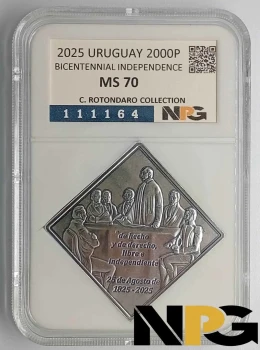 2025 URUGUAY 2000P
BICENTENNIAL INDEPENDENCE
MS 70
C. ROTONDARO COLLECTION
111164 NPG
"de hecho
y de derecho,
libre e
independiente"
25 de Agosto de
1825 - 2025
NPG